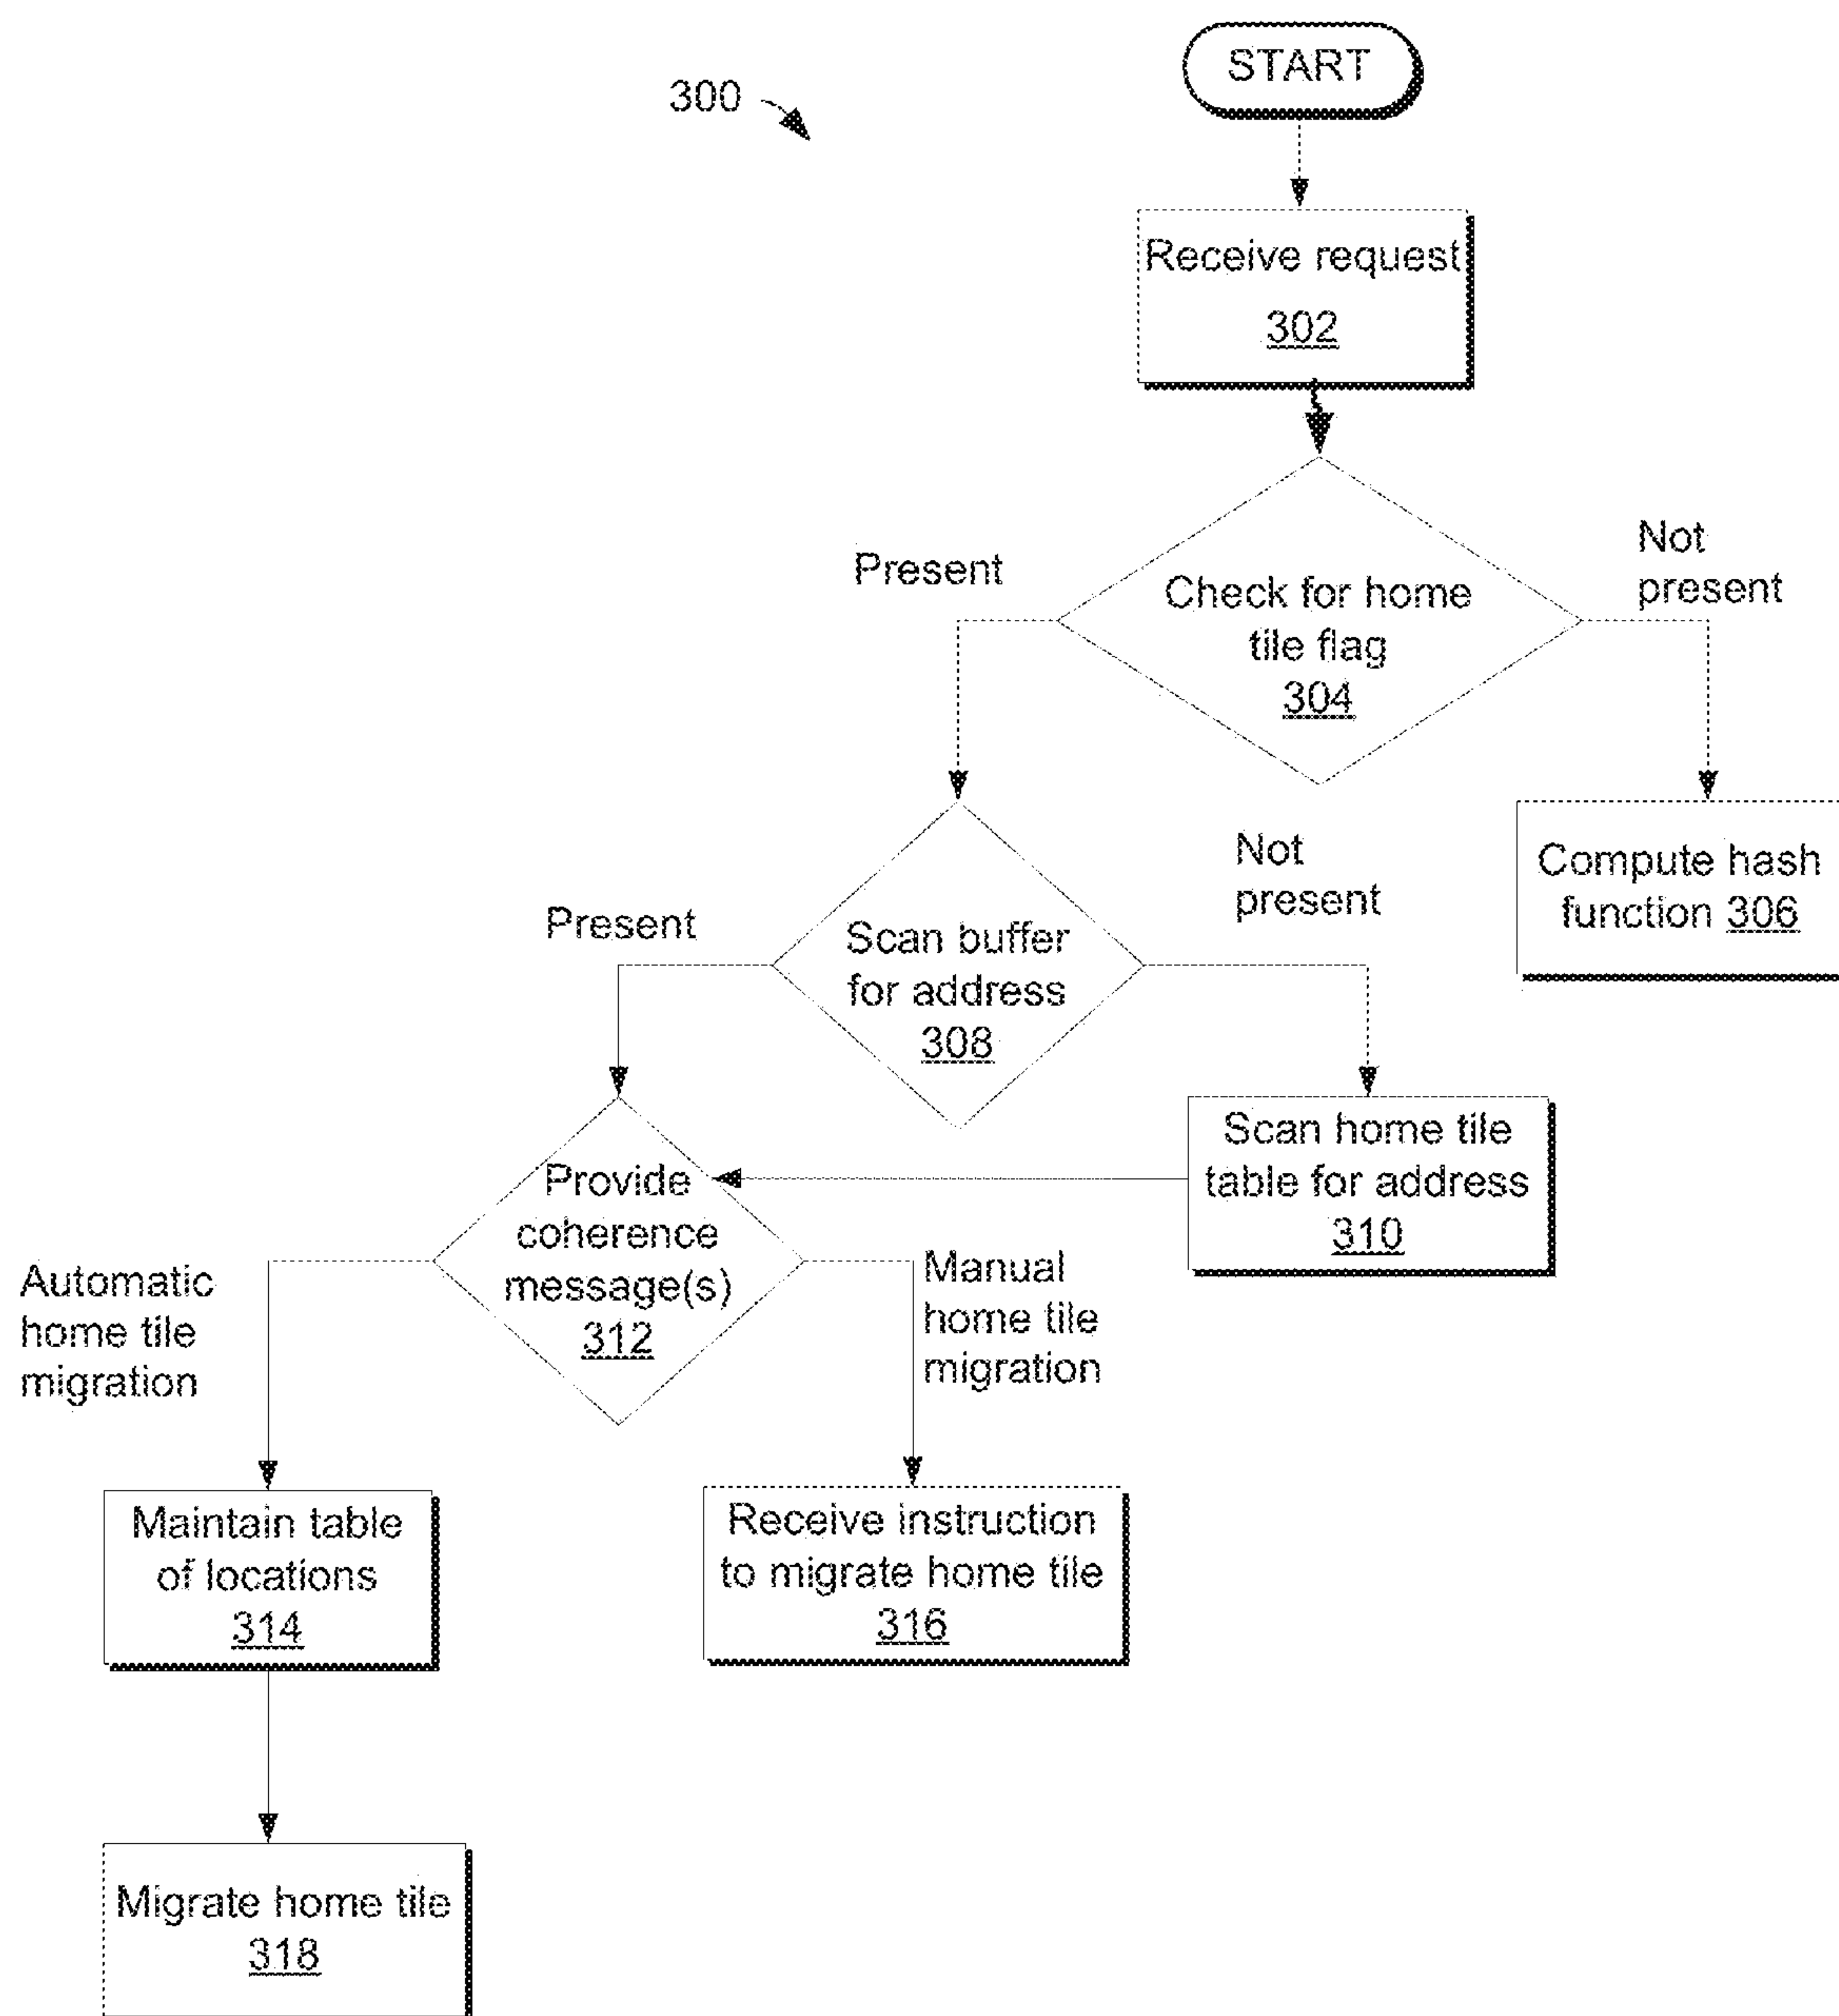 START
300
Receive request
302
Present
Not
present
Check for home
tile flag
304
Compute hash
function 306
Present
Not
present
Scan buffer
for address
308
Scan home tile
table for address
310
Provide
coherence
message(s)
312
Automatic
home tile
migration
Manual
home tile
migration
Maintain table
of locations
314
Receive instruction
to migrate home tile
316
Migrate home tile
318